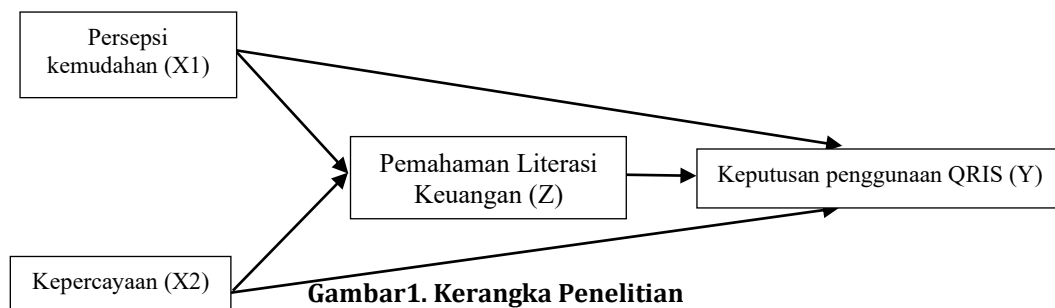 Persepsi
kemudahan (X1)
Pemahaman Literasi
Keuangan (Z)
Keputusan penggunaan QRIS (Y)
Kepercayaan (X2)
Gambar1. Kerangka Penelitian